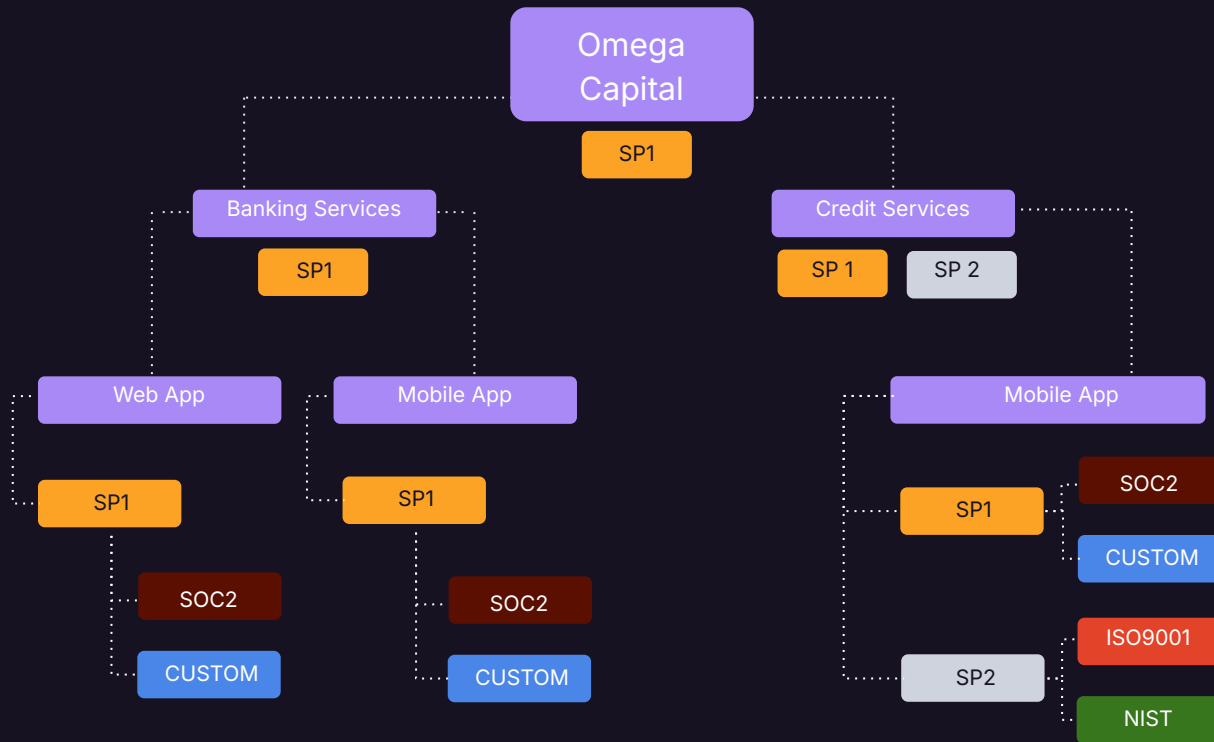 Omega
Capital
SP1
Banking Services
Credit Services
SP1
SP 1
SP 2
Web App
Mobile App
Mobile App
SP1
SP1
SP1
SOC2
CUSTOM
SOC2
SOC2
CUSTOM
CUSTOM
ISO9001
SP2
NIST